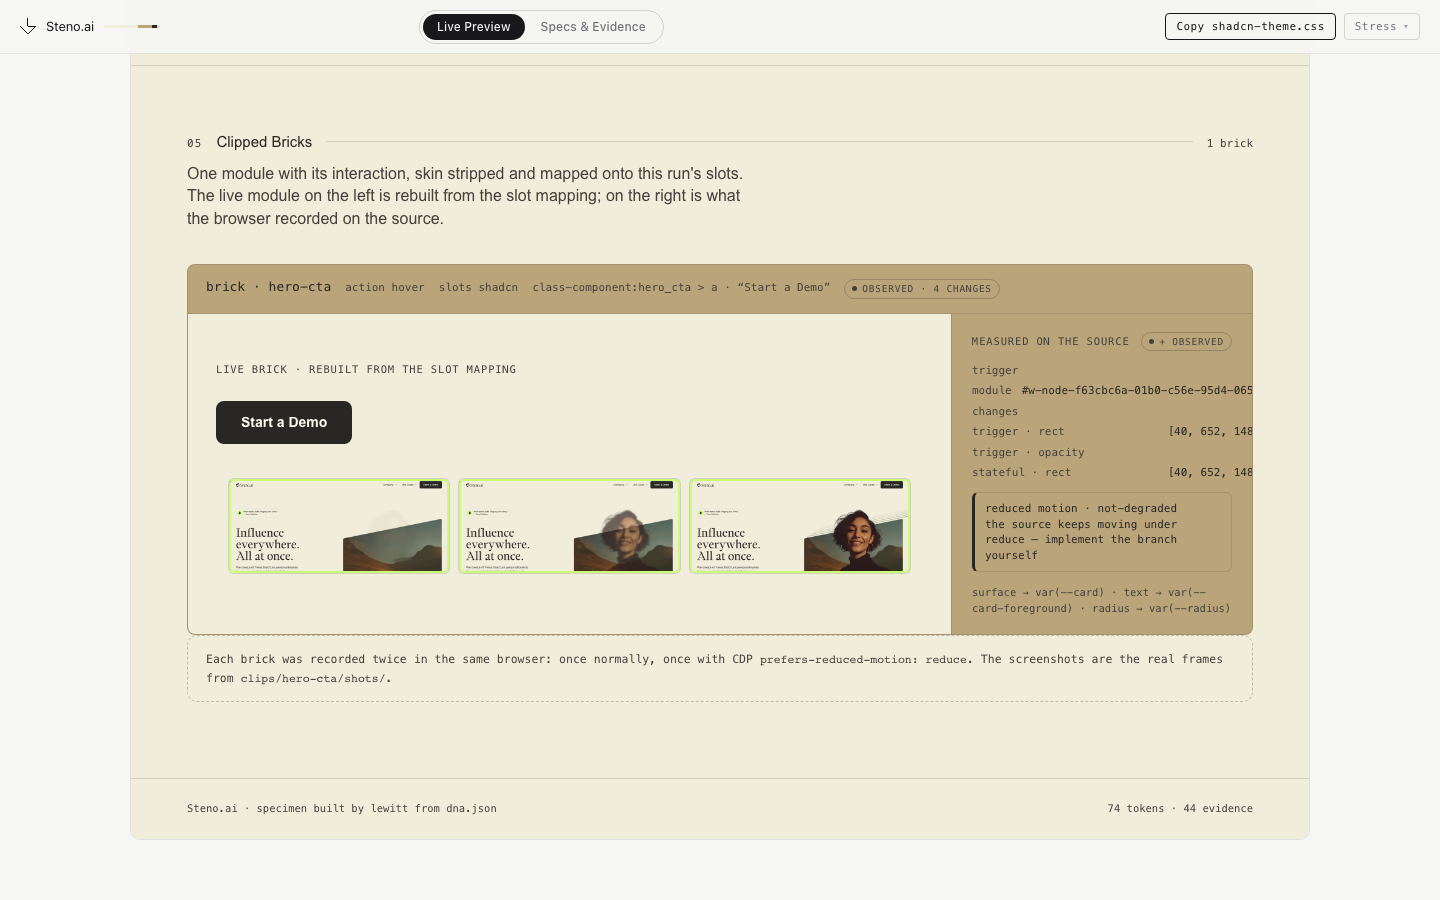 Steno.ai
Live Preview
Specs & Evidence
Copy shadcn-theme.css
Stress
05 Clipped Bricks
1 brick
One module with its interaction, skin stripped and mapped onto this run's slots.
The live module on the left is rebuilt from the slot mapping; on the right is what
the browser recorded on the source.
brick · hero-cta action hover slots shadcn class-component:hero_cta > a · “Start a Demo” OBSERVED · 4 CHANGES
LIVE BRICK · REBUILT FROM THE SLOT MAPPING
Start a Demo
Influence
everywhere.
All at once.
Influence
everywhere.
All at once.
Influence
everywhere.
All at once.
MEASURED ON THE SOURCE + OBSERVED
trigger
module #w-node-f63cbc6a-01b0-c56e-95d4-065
changes
trigger · rect [40, 652, 148
trigger · opacity
stateful · rect [40, 652, 148
reduced motion · not-degraded
the source keeps moving under
reduce — implement the branch
yourself
surface → var(--card) · text → var(--
card-foreground) · radius → var(--radius)
Each brick was recorded twice in the same browser: once normally, once with CDP prefers-reduced-motion: reduce. The screenshots are the real frames
from clips/hero-cta/shots/.
Steno.ai · specimen built by lewitt from dna.json
74 tokens · 44 evidence